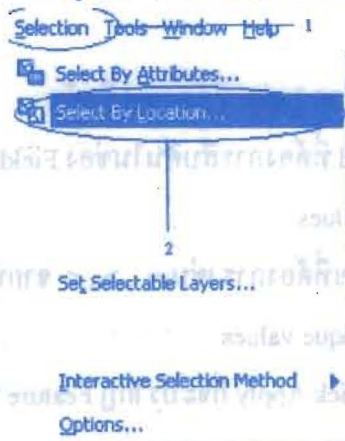 Selection Tools Window Help 1
Select By Attributes...
Select By Location...
2
Set Selectable Layers...
Interactive Selection Method
Options...